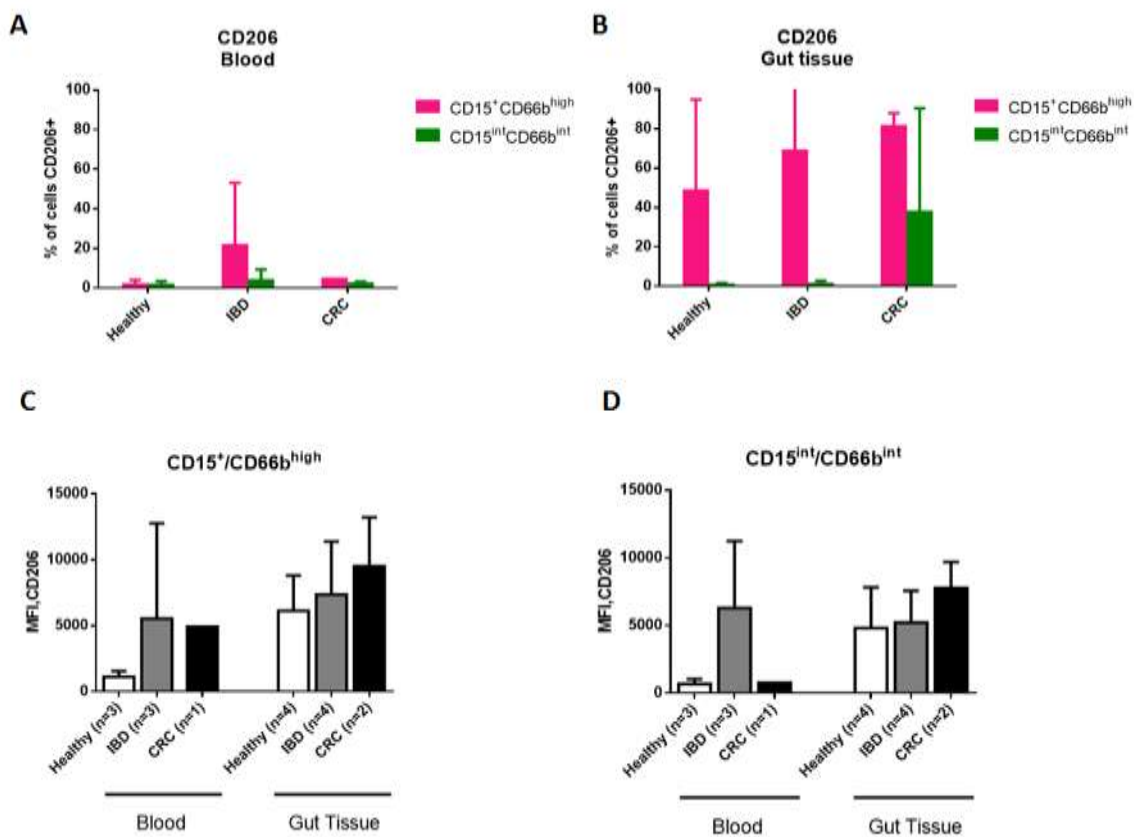 A
CD206
Blood
% of cells CD206+
100
80
60
40
20
0
Healthy
IBD
CRC
CD15⁺CD66bʰⁱᵍʰ
CD15ⁱⁿᵗCD66bⁱⁿᵗ
B
CD206
Gut tissue
% of cells CD206+
100
80
60
40
20
0
Healthy
IBD
CRC
CD15⁺CD66bʰⁱᵍʰ
CD15ⁱⁿᵗCD66bⁱⁿᵗ
C
CD15⁺/CD66bʰⁱᵍʰ
MFI,CD206
15000
10000
5000
0
Healthy (n=3)
IBD (n=3)
CRC (n=1)
Healthy (n=4)
IBD (n=4)
CRC (n=2)
Blood
Gut Tissue
D
CD15ⁱⁿᵗ/CD66bⁱⁿᵗ
MFI,CD206
15000
10000
5000
0
Healthy (n=3)
IBD (n=3)
CRC (n=1)
Healthy (n=4)
IBD (n=4)
CRC (n=2)
Blood
Gut Tissue